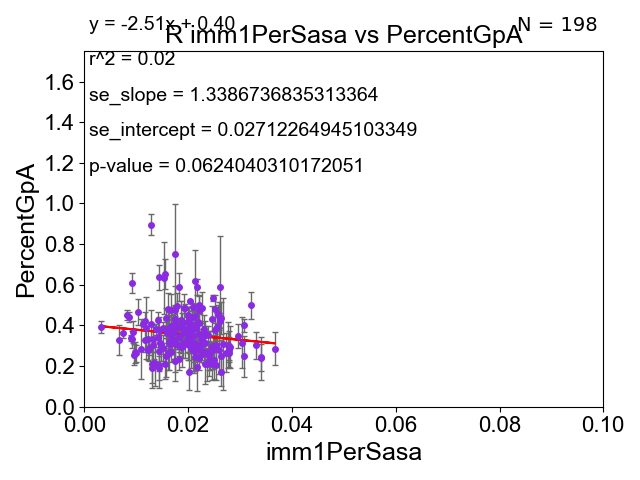 y = -2.51x + 0.40
N = 198
R imm1PerSasa vs PercentGpA
r^2 = 0.02
se_slope = 1.3386736835313364
se_intercept = 0.02712264945103349
p-value = 0.0624040310172051
PercentGpA
1.6
1.4
1.2
1.0
0.8
0.6
0.4
0.2
0.0
0.00 0.02 0.04 0.06 0.08 0.10
imm1PerSasa